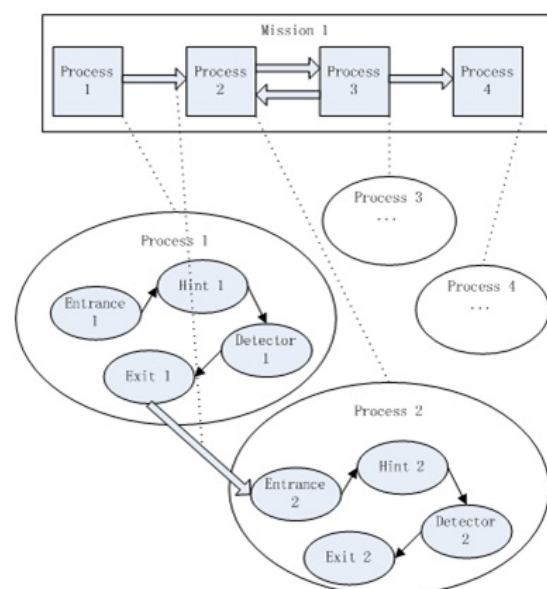 Mission 1
Process
1
Process
2
Process
3
Process
4
Process 3
...
Process 4
...
Process 1
Entrance
1
Hint 1
Detector
1
Exit 1
Process 2
Entrance
2
Hint 2
Detector
2
Exit 2